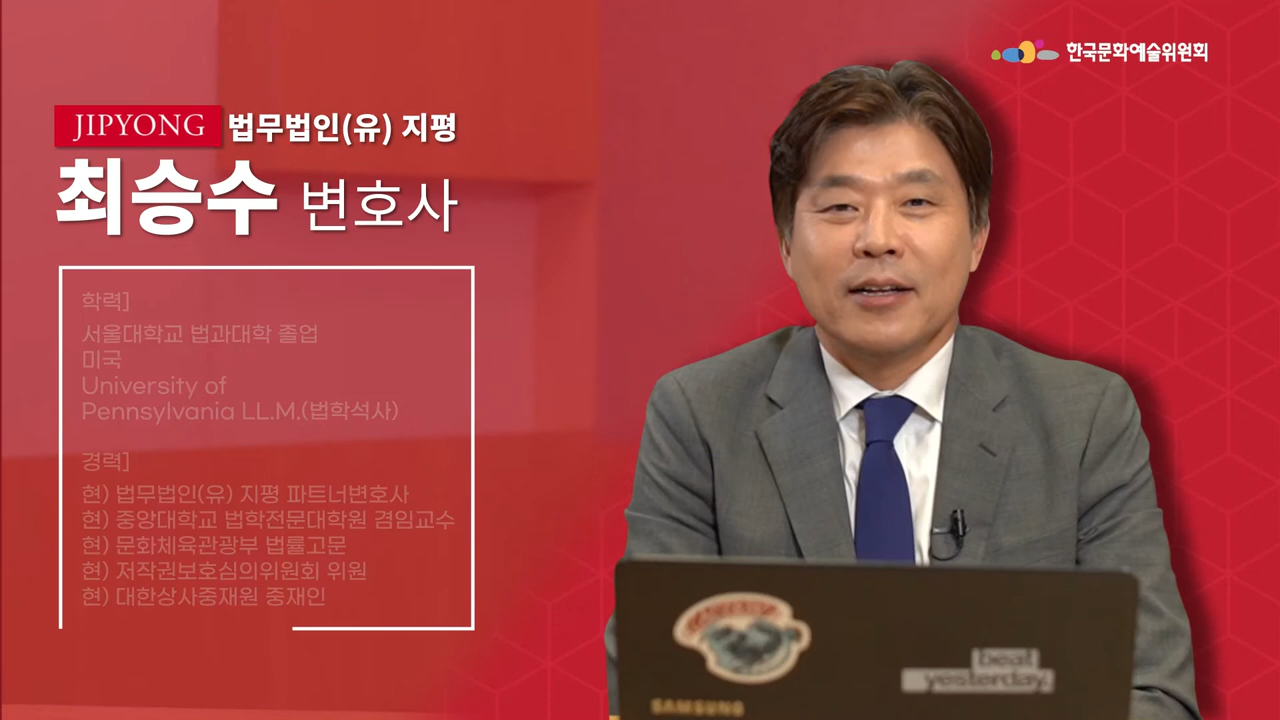 한국문화예술위원회
JIPYONG 법무법인(유) 지평
최승수 변호사
학력]
서울대학교 법과대학 졸업
미국
University of
Pennsylvania LL.M.(법학석사)
경력]
현) 법무법인(유) 지평 파트너변호사
현) 중앙대학교 법학전문대학원 겸임교수
현) 문화체육관광부 법률고문
현) 저작권보호심의위원회 위원
현) 대한상사중재원 중재인
beat
yesterday.
SAMSUNG